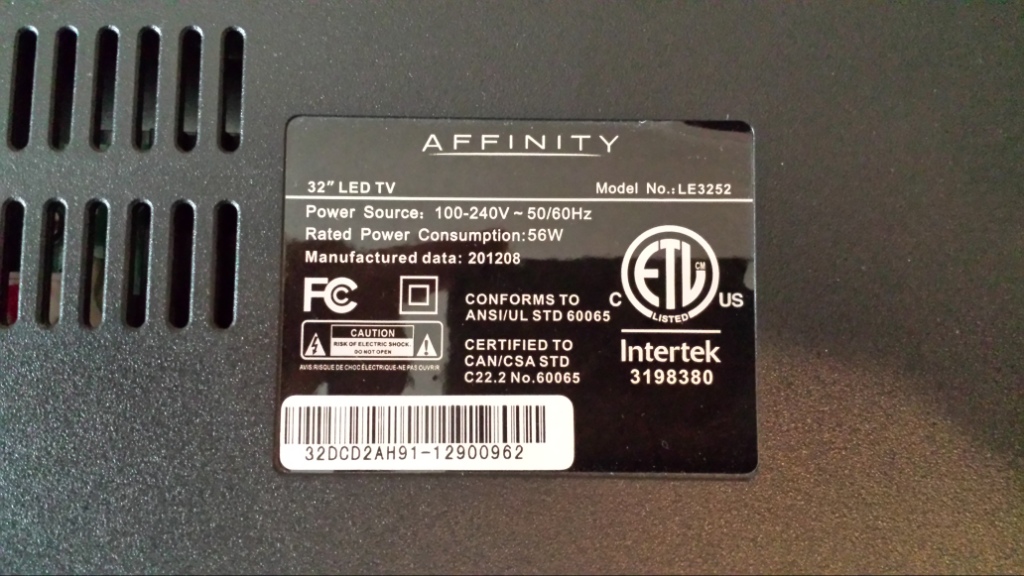 AFFINITY
32" LED TV
Model No.:LE3252
Power Source: 100-240V ~ 50/60Hz
Rated Power Consumption:56W
Manufactured data: 201208
FCC
CONFORMS TO
ANSI/UL STD 60065
CERTIFIED TO
CAN/CSA STD
C22.2 No.60065
C ETL CM US
LISTED
Intertek
3198380
CAUTION
RISK OF ELECTRIC SHOCK.
DO NOT OPEN
AVIS:RISQUE DE CHOC ÉLECTRIQUE-NE PAS OUVRIR
32DCD2AH91-12900962